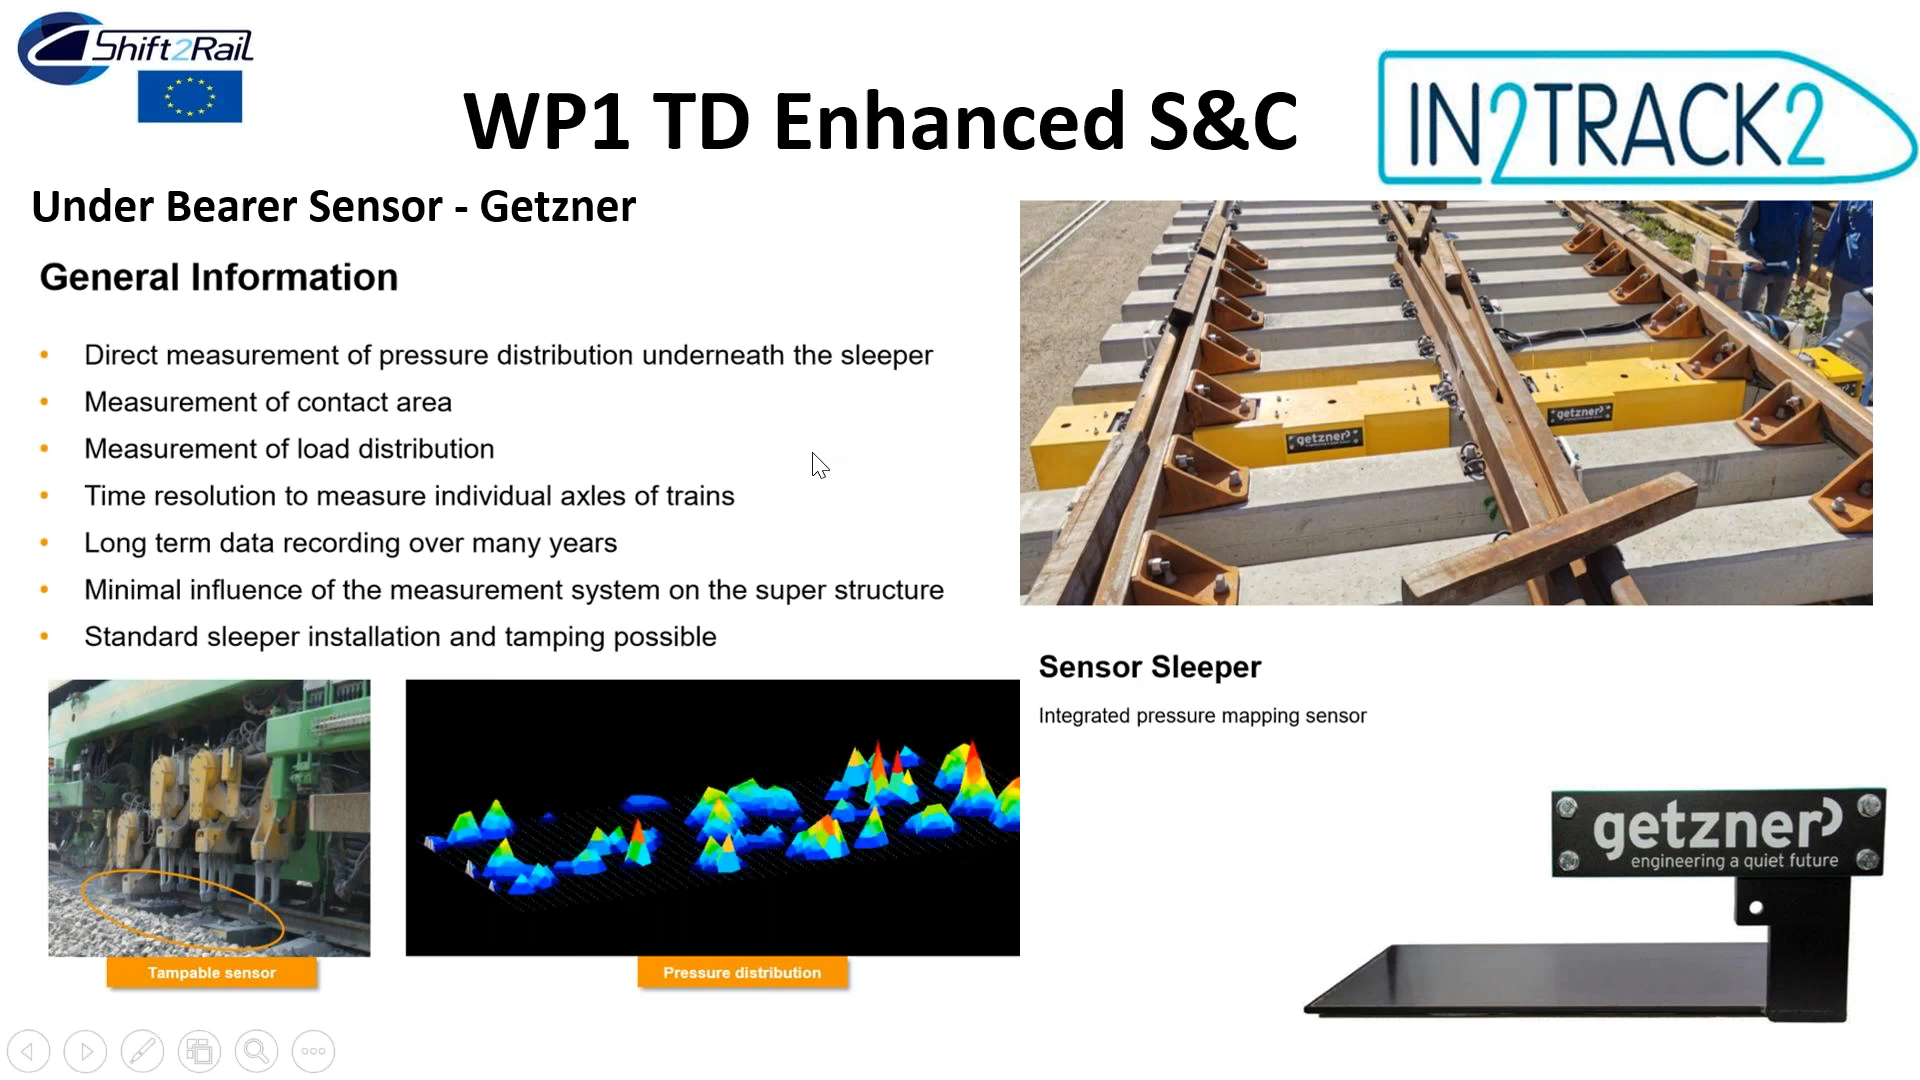 Shift2Rail
WP1 TD Enhanced S&C
IN2TRACK2
Under Bearer Sensor - Getzner
General Information
• Direct measurement of pressure distribution underneath the sleeper
• Measurement of contact area
• Measurement of load distribution
• Time resolution to measure individual axles of trains
• Long term data recording over many years
• Minimal influence of the measurement system on the super structure
• Standard sleeper installation and tamping possible
getzner
getzner
Sensor Sleeper
Integrated pressure mapping sensor
getzner
engineering a quiet future
Tampable sensor
Pressure distribution